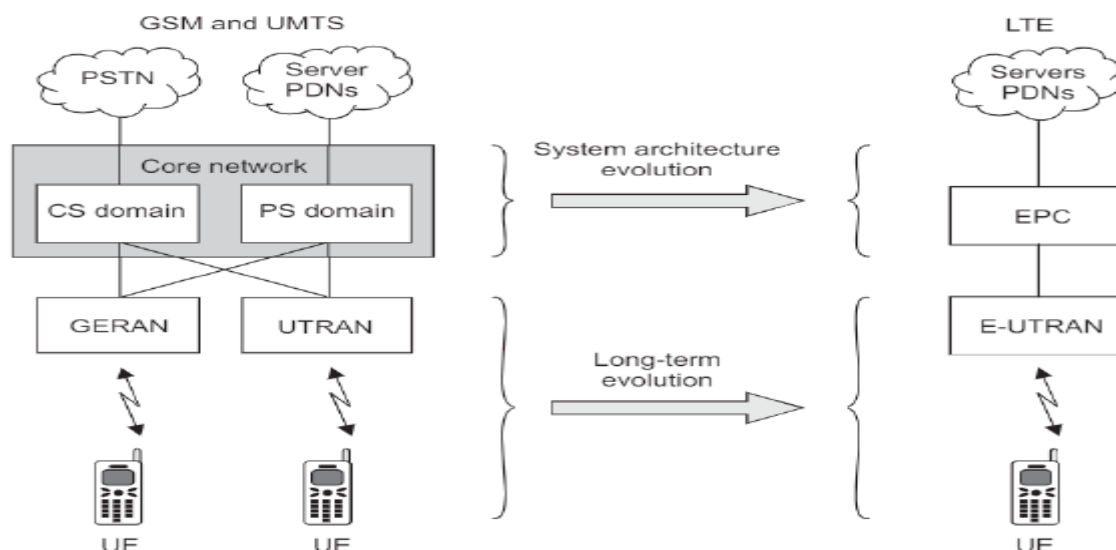 GSM and UMTS
LTE
PSTN
Server
PDNs
Servers
PDNs
Core network
System architecture
evolution
CS domain
PS domain
EPC
GERAN
UTRAN
E-UTRAN
Long-term
evolution
UE
UE
UE